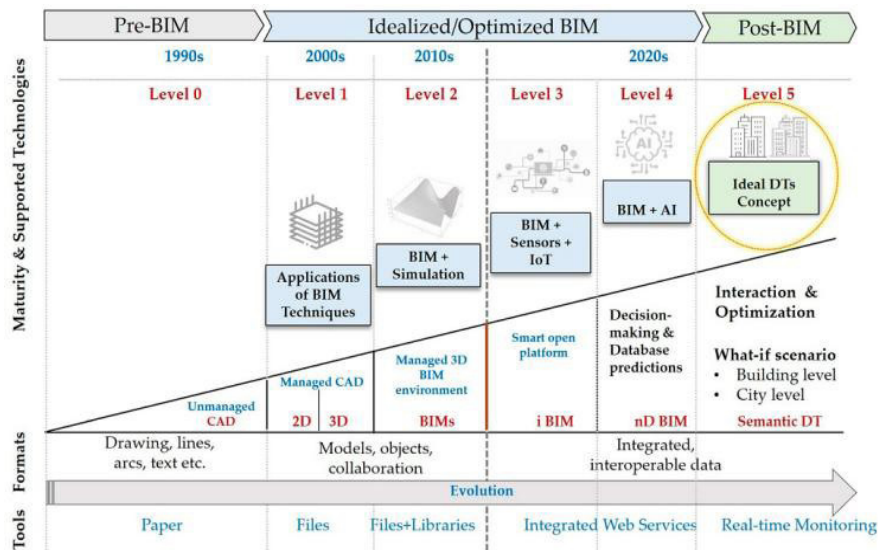 Pre-BIM
Idealized/Optimized BIM
Post-BIM
1990s
2000s
2010s
2020s
Level 0
Level 1
Level 2
Level 3
Level 4
Level 5
Maturity & Supported Technologies
AI
Applications
of BIM
Techniques
BIM +
Simulation
BIM +
Sensors +
IoT
BIM + AI
Ideal DTs
Concept
Unmanaged
CAD
Managed CAD
2D
3D
Managed 3D
BIM
environment
BIMs
Smart open
platform
i BIM
Decision-
making &
Database
predictions
nD BIM
Interaction &
Optimization
What-if scenario
• Building level
• City level
Semantic DT
Formats
Drawing, lines,
arcs, text etc.
Models, objects,
collaboration
Integrated,
interoperable data
Evolution
Tools
Paper
Files
Files+Libraries
Integrated Web Services
Real-time Monitoring